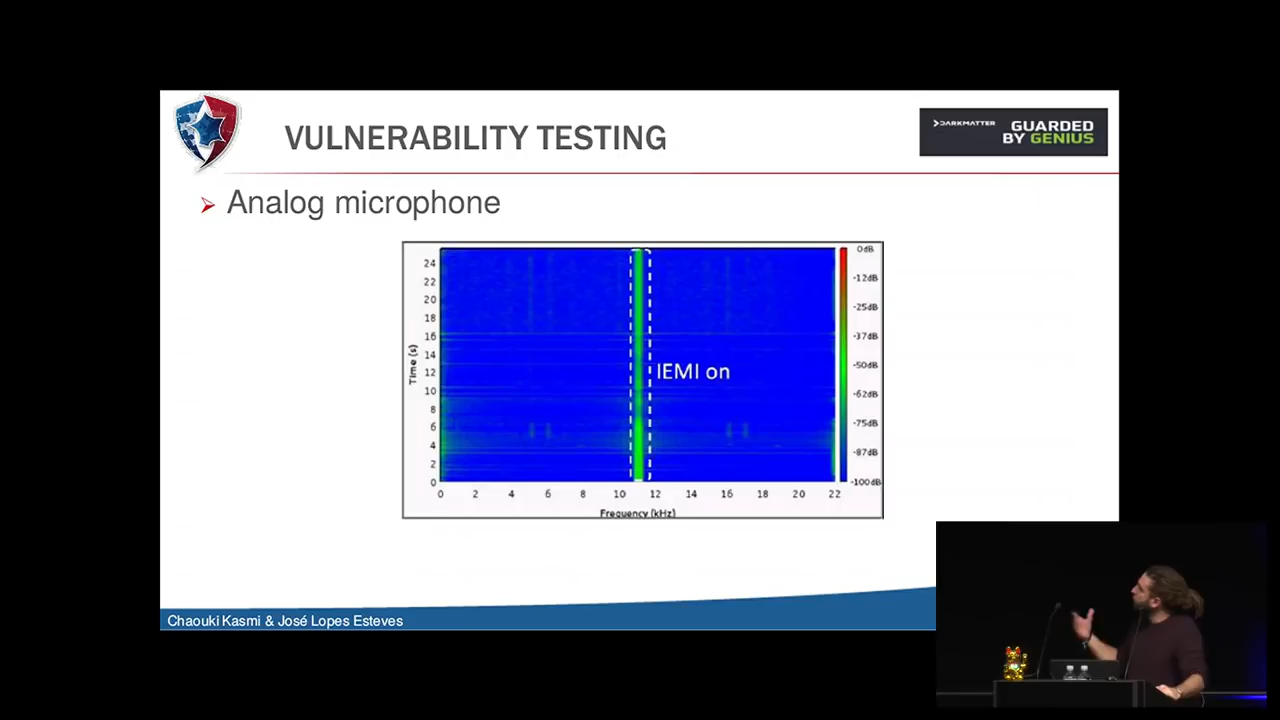 VULNERABILITY TESTING
DARKMATTER
GUARDED
BY GENIUS
Analog microphone
24
22
20
18
16
14
12
10
8
6
4
2
0
Time (s)
IEMI on
0dB
-12dB
-25dB
-37dB
-50dB
-62dB
-75dB
-87dB
-100dB
0 2 4 6 8 10 12 14 16 18 20 22
Frequency (kHz)
Chaouki Kasmi & José Lopes Esteves